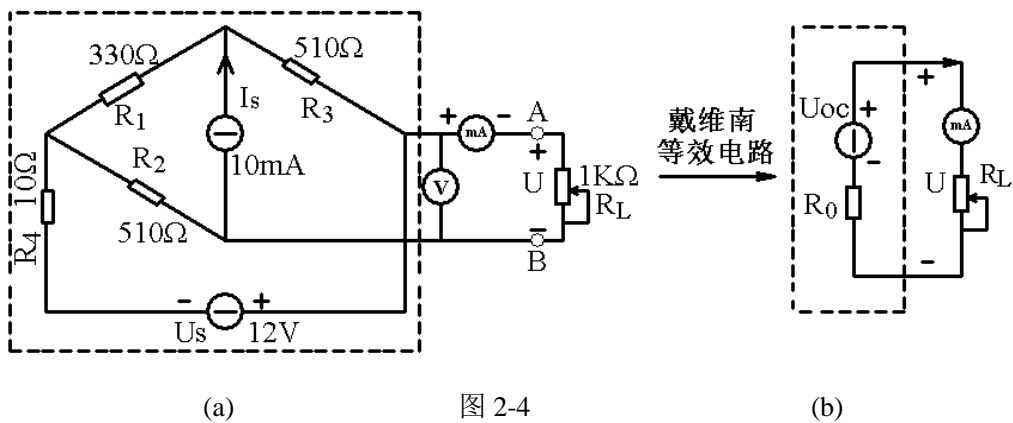 330Ω
510Ω
R1
Is
R3
R2
10mA
10Ω
510Ω
R4
Us
12V
+
-
mA
V
A
+
U
-
B
1KΩ
RL
戴维南
等效电路
Uoc
+
-
R0
+
mA
U
RL
-
(a)
图 2-4
(b)